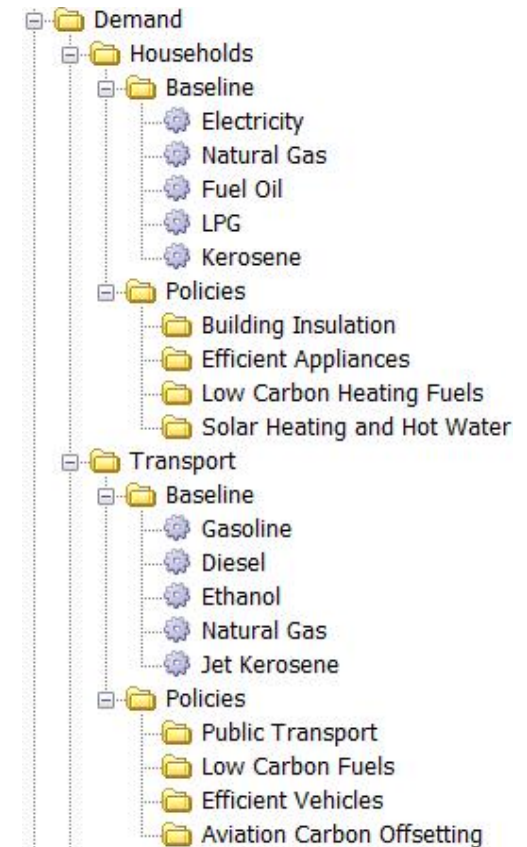 Demand
Households
Baseline
Electricity
Natural Gas
Fuel Oil
LPG
Kerosene
Policies
Building Insulation
Efficient Appliances
Low Carbon Heating Fuels
Solar Heating and Hot Water
Transport
Baseline
Gasoline
Diesel
Ethanol
Natural Gas
Jet Kerosene
Policies
Public Transport
Low Carbon Fuels
Efficient Vehicles
Aviation Carbon Offsetting